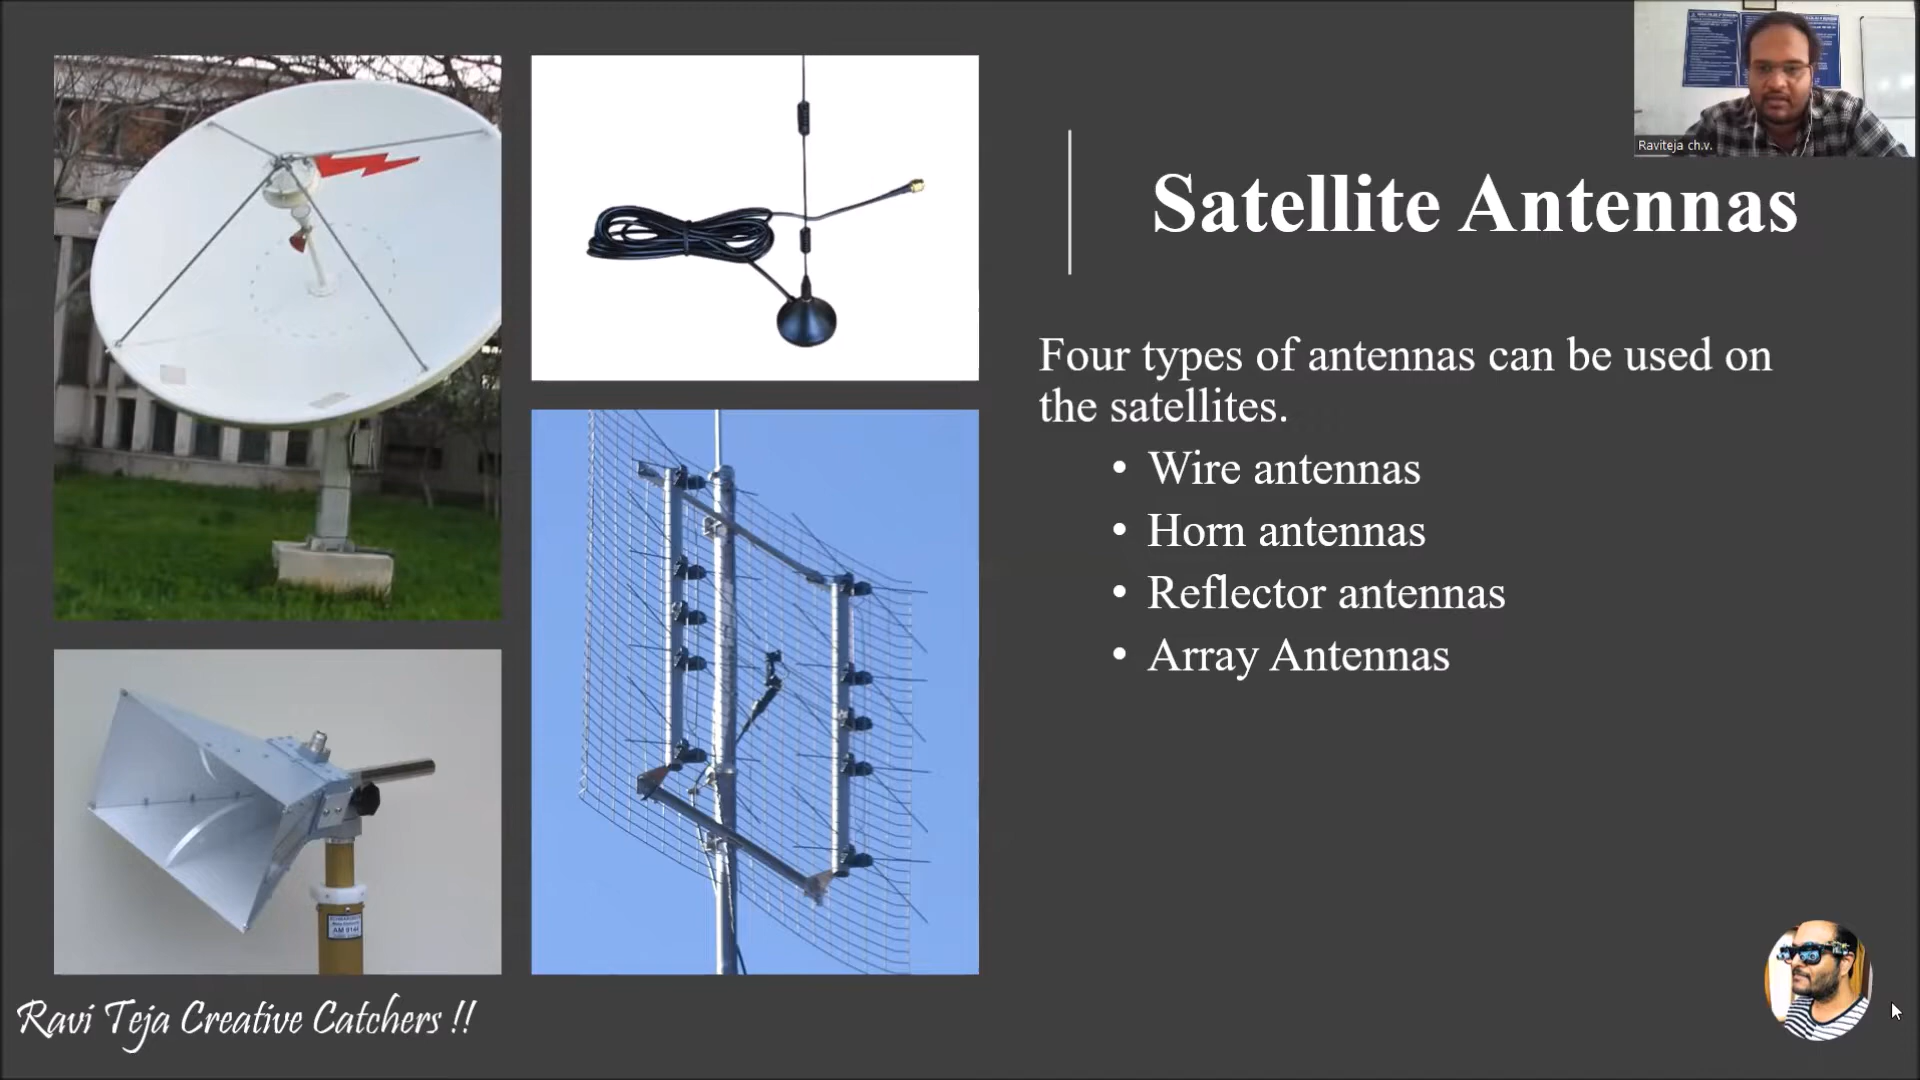 Raviteja ch.v.
Satellite Antennas
Four types of antennas can be used on
the satellites.
• Wire antennas
• Horn antennas
• Reflector antennas
• Array Antennas
Ravi Teja Creative Catchers !!